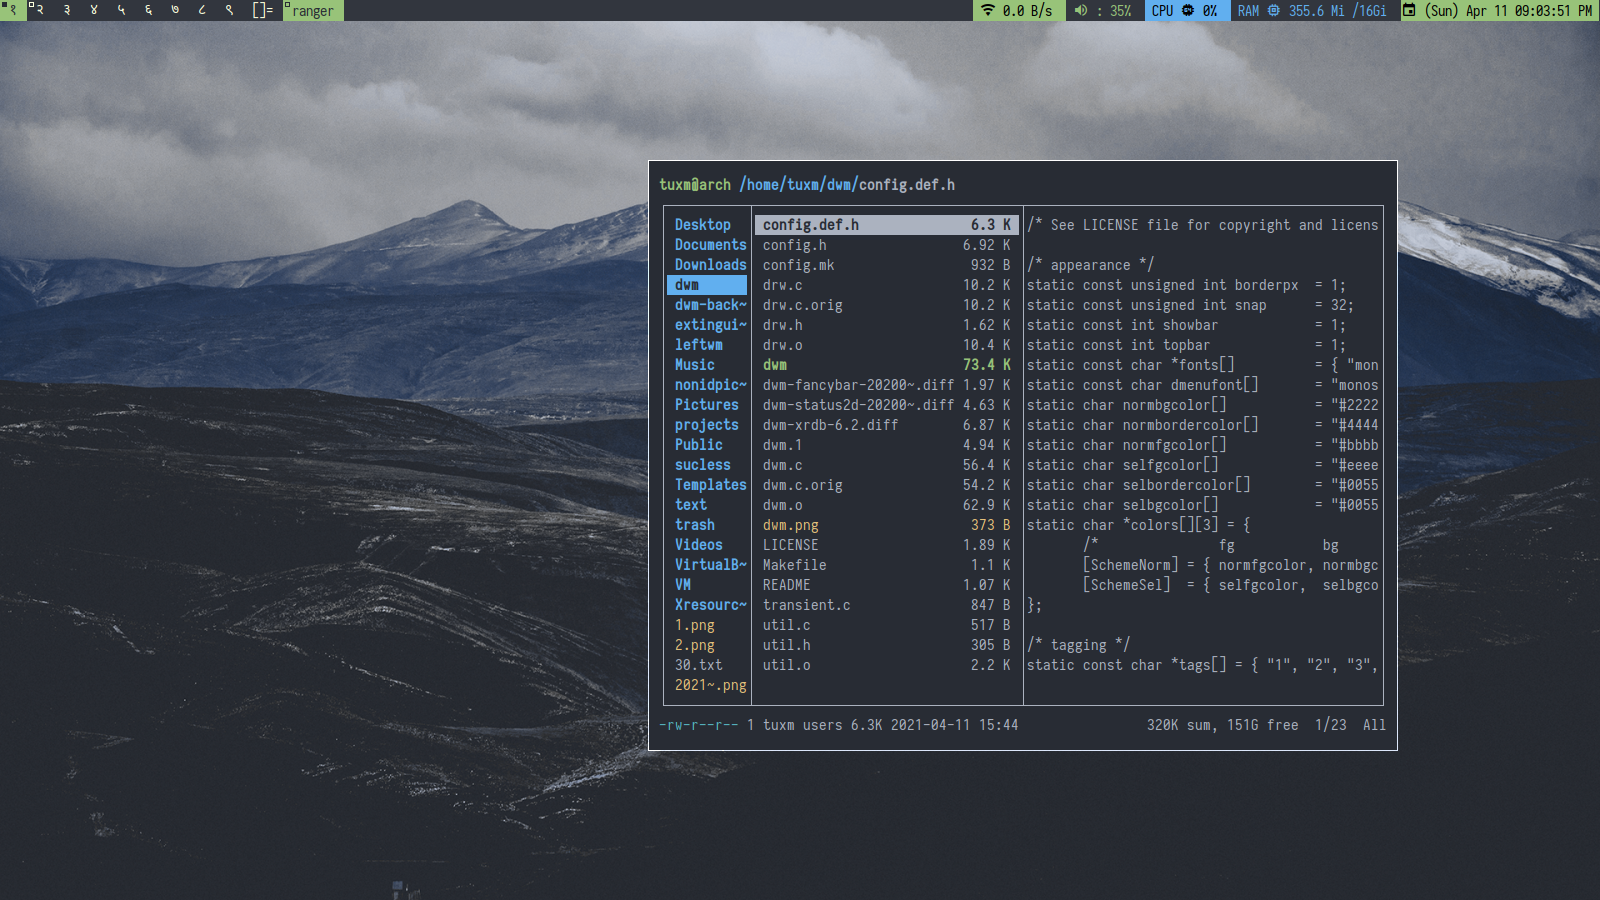 १ २ ३ ४ ५ ६ ७ ८ ९ []= ranger 0.0 B/s : 35% CPU 0% RAM 355.6 Mi /16Gi (Sun) Apr 11 09:03:51 PM
tuxm@arch /home/tuxm/dwm/config.def.h
Desktop config.def.h 6.3 K /* See LICENSE file for copyright and licens
Documents config.h 6.92 K
Downloads config.mk 932 B /* appearance */
dwm drw.c 10.2 K static const unsigned int borderpx = 1;
dwm-back~ drw.c.orig 10.2 K static const unsigned int snap = 32;
extingui~ drw.h 1.62 K static const int showbar = 1;
leftwm drw.o 10.4 K static const int topbar = 1;
Music dwm 73.4 K static const char *fonts[] = { "mon
nonidpic~ dwm-fancybar-20200~.diff 1.97 K static const char dmenufont[] = "monos
Pictures dwm-status2d-20200~.diff 4.63 K static char normbgcolor[] = "#2222
projects dwm-xrdb-6.2.diff 6.87 K static char normbordercolor[] = "#4444
Public dwm.1 4.94 K static char normfgcolor[] = "#bbbb
sucless dwm.c 56.4 K static char selfgcolor[] = "#eeee
Templates dwm.c.orig 54.2 K static char selbordercolor[] = "#0055
text dwm.o 62.9 K static char selbgcolor[] = "#0055
trash dwm.png 373 B static char *colors[][3] = {
Videos LICENSE 1.89 K /* fg bg
VirtualB~ Makefile 1.1 K [SchemeNorm] = { normfgcolor, normbgc
VM README 1.07 K [SchemeSel] = { selfgcolor, selbgco
Xresourc~ transient.c 847 B };
1.png util.c 517 B
2.png util.h 305 B /* tagging */
30.txt util.o 2.2 K static const char *tags[] = { "1", "2", "3",
2021~.png
-rw-r--r-- 1 tuxm users 6.3K 2021-04-11 15:44 320K sum, 151G free 1/23 All